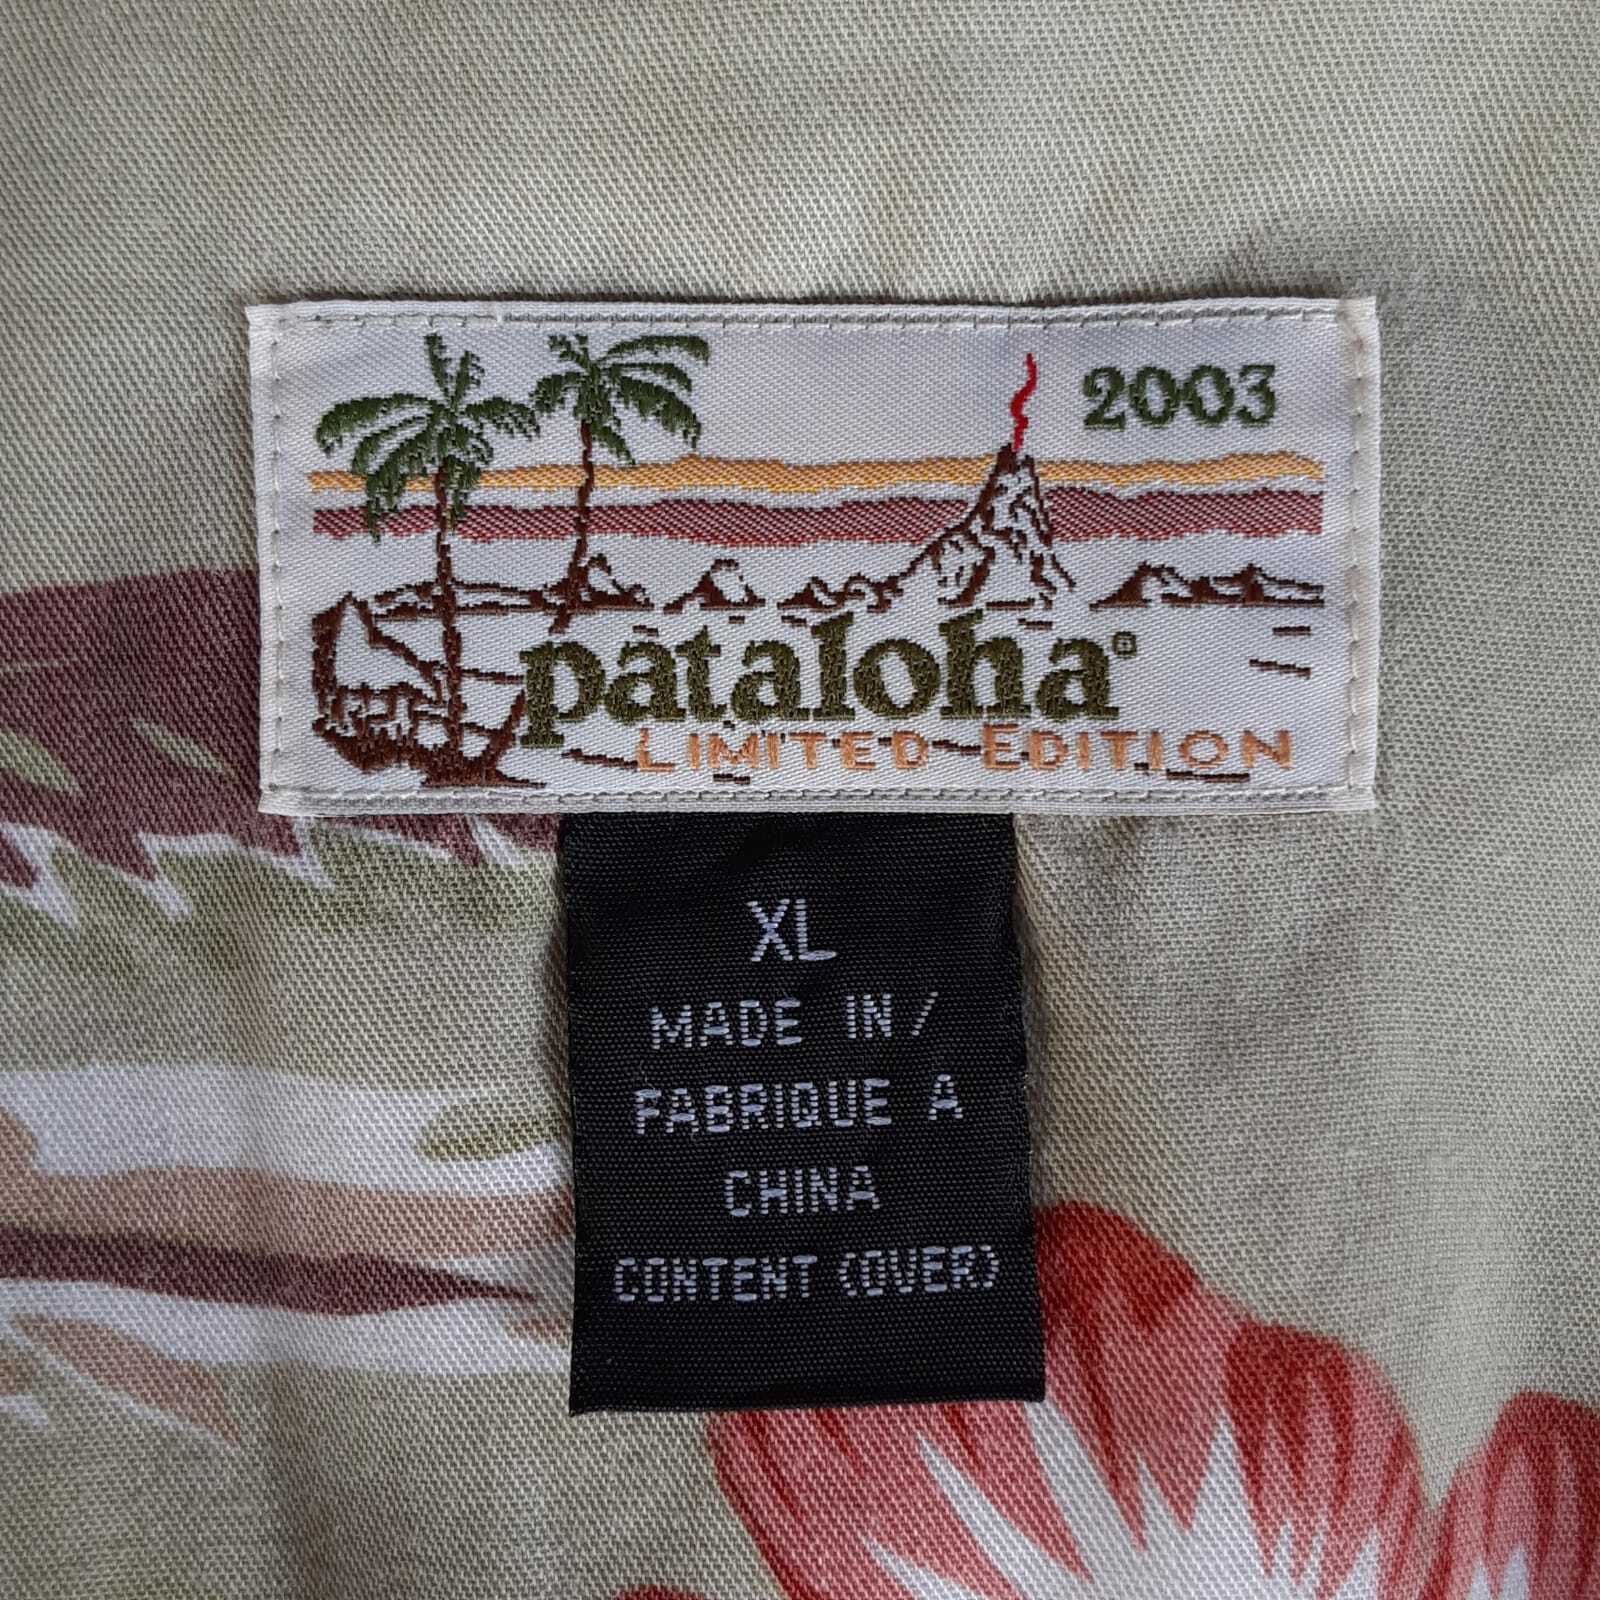 2003
pataloha®
LIMITED EDITION
XL
MADE IN/
FABRIQUE A
CHINA
CONTENT (OVER)